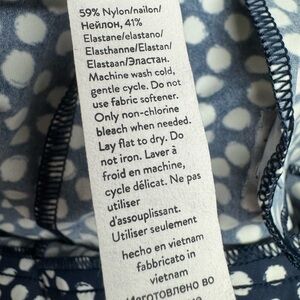 59% Nylon/nailon/
Нейлон, 41%
Elastane/elastano/
Elasthanne/Elastan/
Elastaan/Эластан.
Machine wash cold,
gentle cycle. Do not
use fabric softener.
Only non-chlorine
bleach when needed.
Lay flat to dry. Do
not iron. Laver à
froid en machine,
cycle délicat. Ne pas
utiliser
d'assouplissant.
Utiliser seulement
hecho en vietnam
fabbricato in
vietnam
Изготовлено во